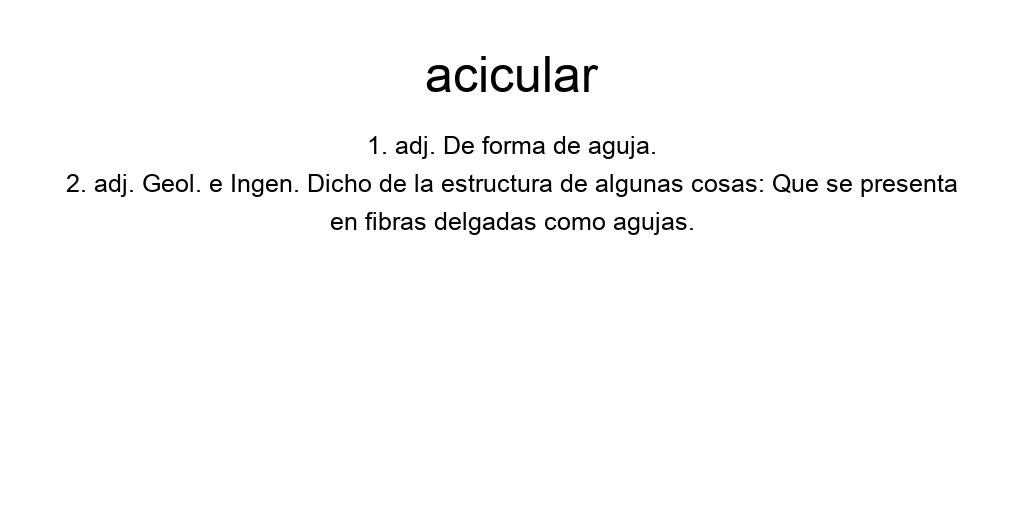 acicular
1. adj. De forma de aguja.
2. adj. Geol. e Ingen. Dicho de la estructura de algunas cosas: Que se presenta
en fibras delgadas como agujas.